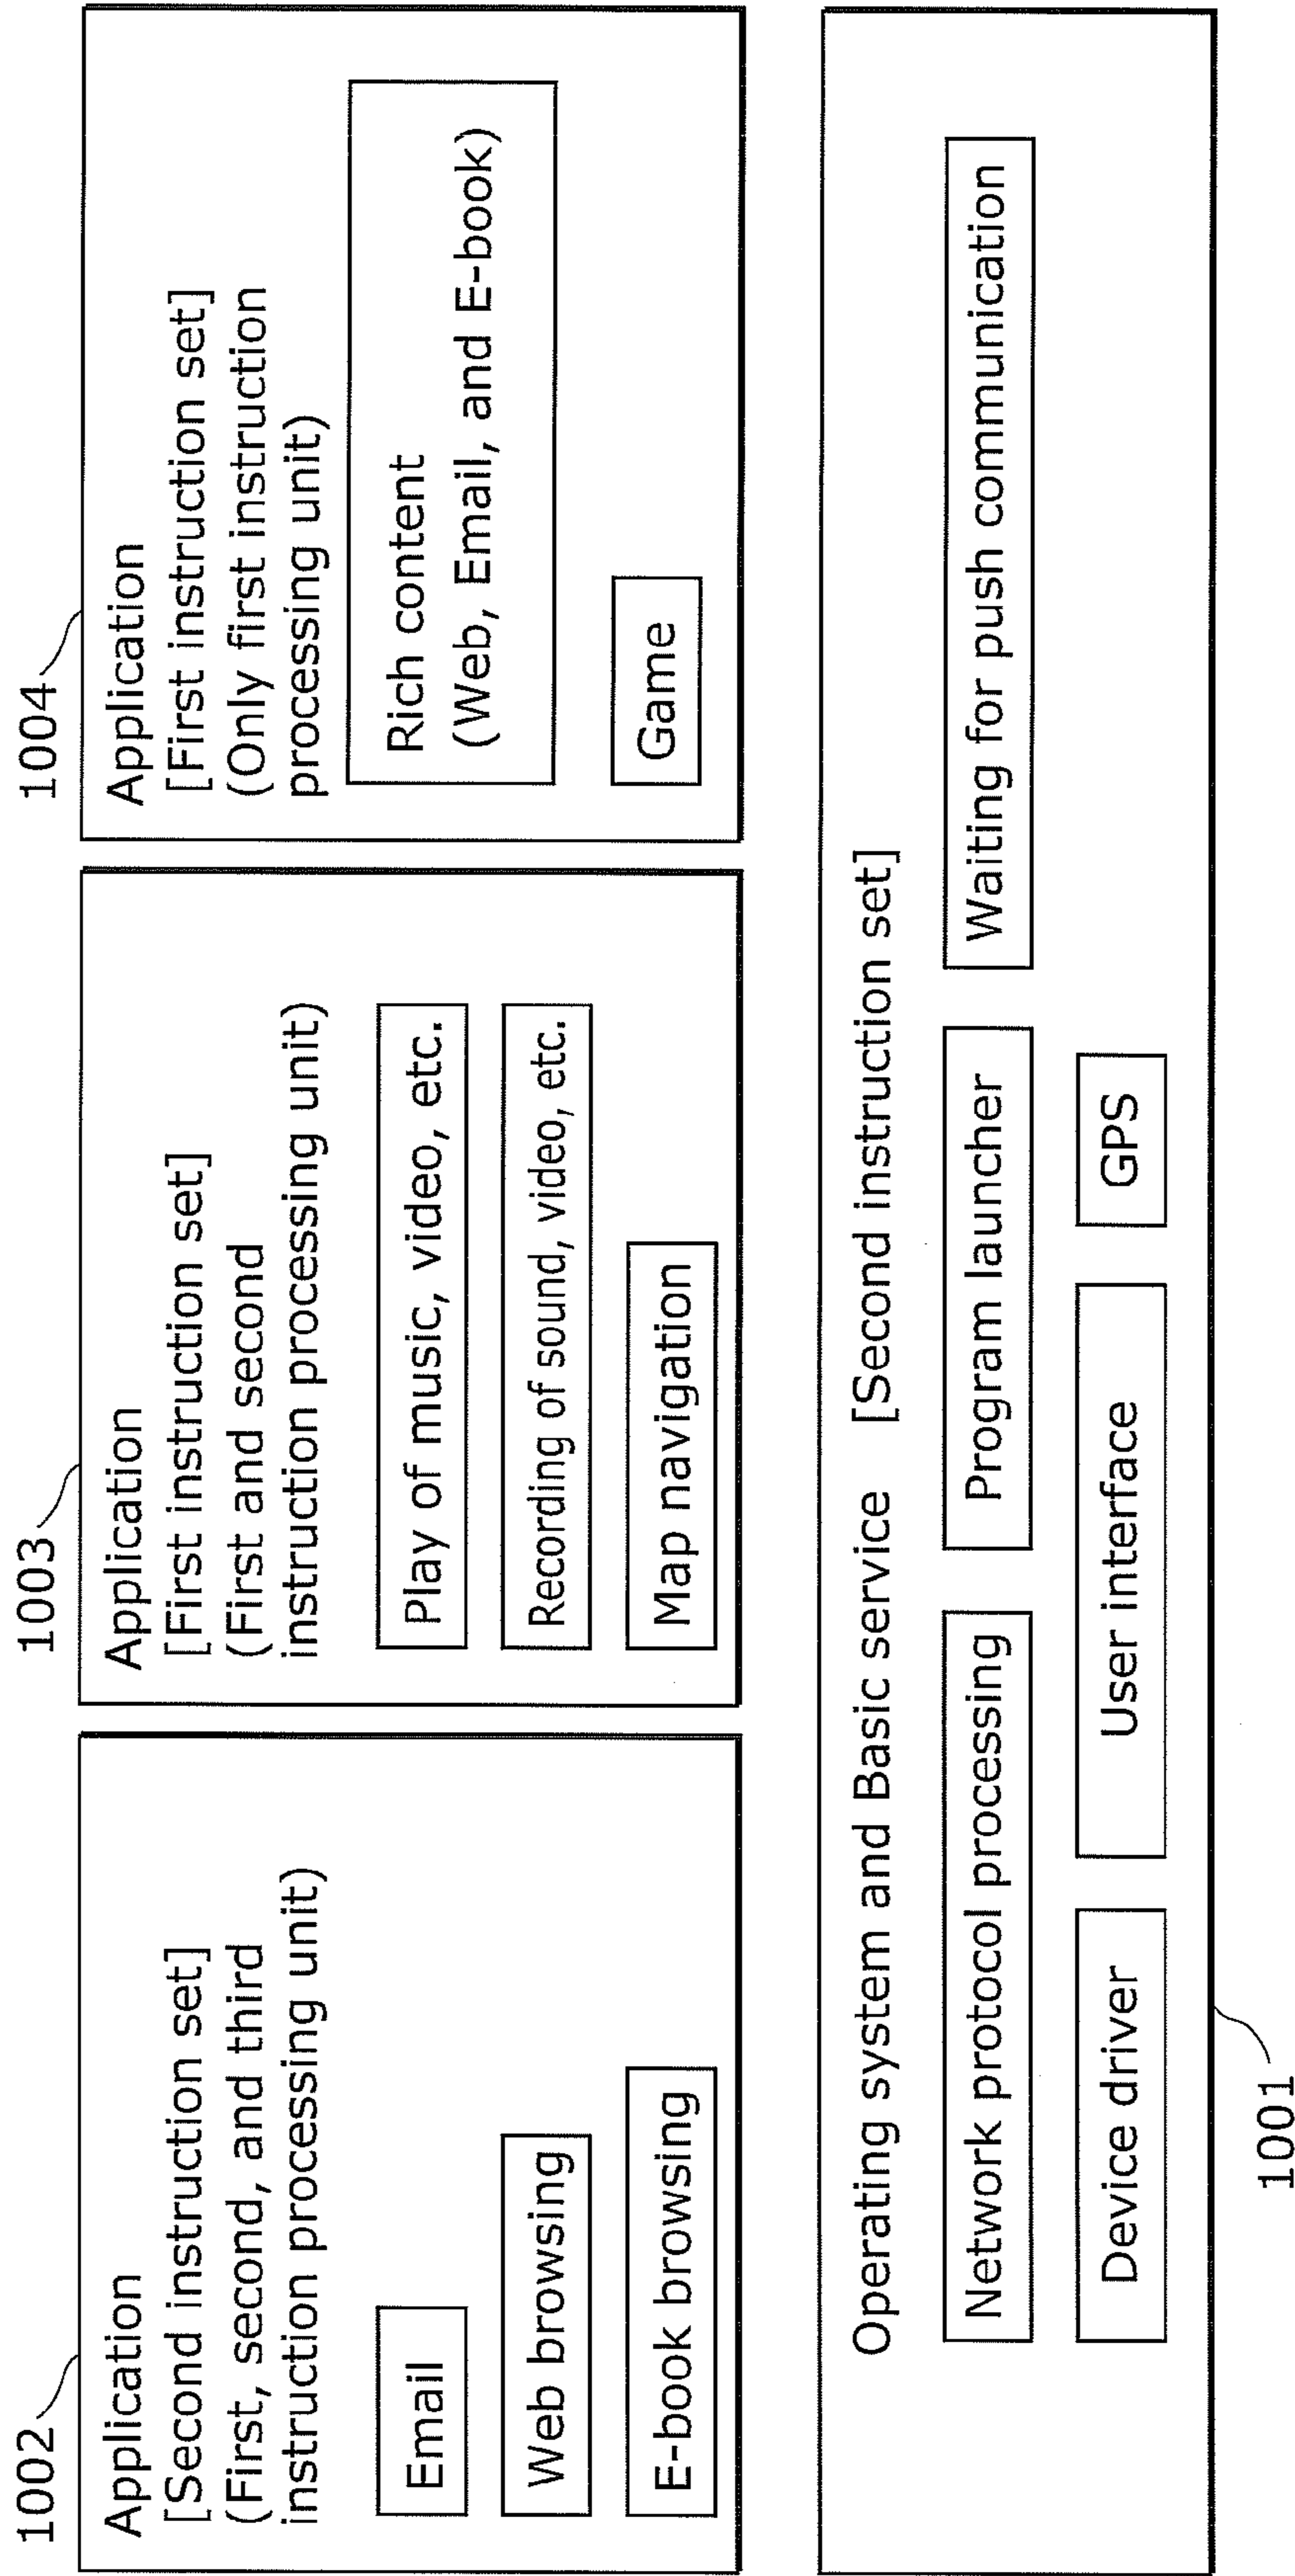 1002
Application
[Second instruction set]
(First, second, and third
instruction processing unit)
Email
Web browsing
E-book browsing
1003
Application
[First instruction set]
(First and second
instruction processing unit)
Play of music, video, etc.
Recording of sound, video, etc.
Map navigation
1004
Application
[First instruction set]
(Only first instruction
processing unit)
Rich content
(Web, Email, and E-book)
Game
Operating system and Basic service [Second instruction set]
Network protocol processing
Program launcher
Waiting for push communication
Device driver
User interface
GPS
1001